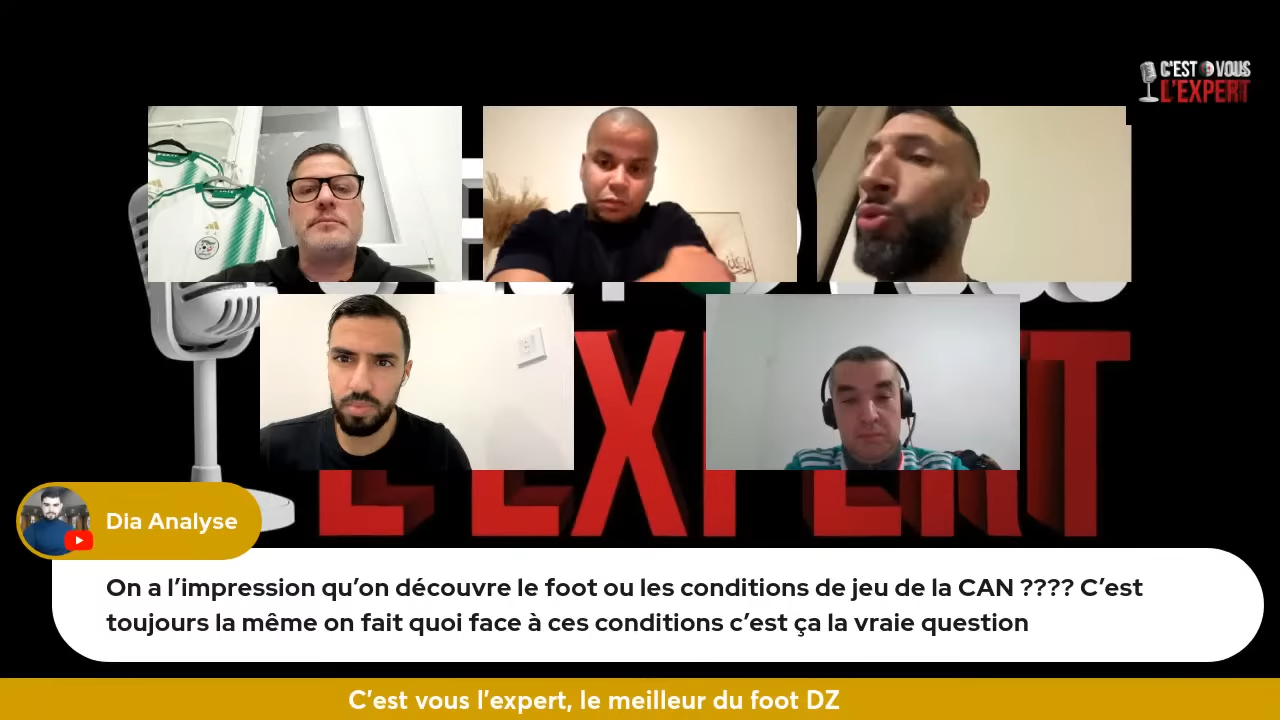 C'EST VOUS
L'EXPERT
L'EXPERT
Dia Analyse
On a l'impression qu'on découvre le foot ou les conditions de jeu de la CAN ???? C'est
toujours la même on fait quoi face à ces conditions c'est ça la vraie question
C'est vous l'expert, le meilleur du foot DZ